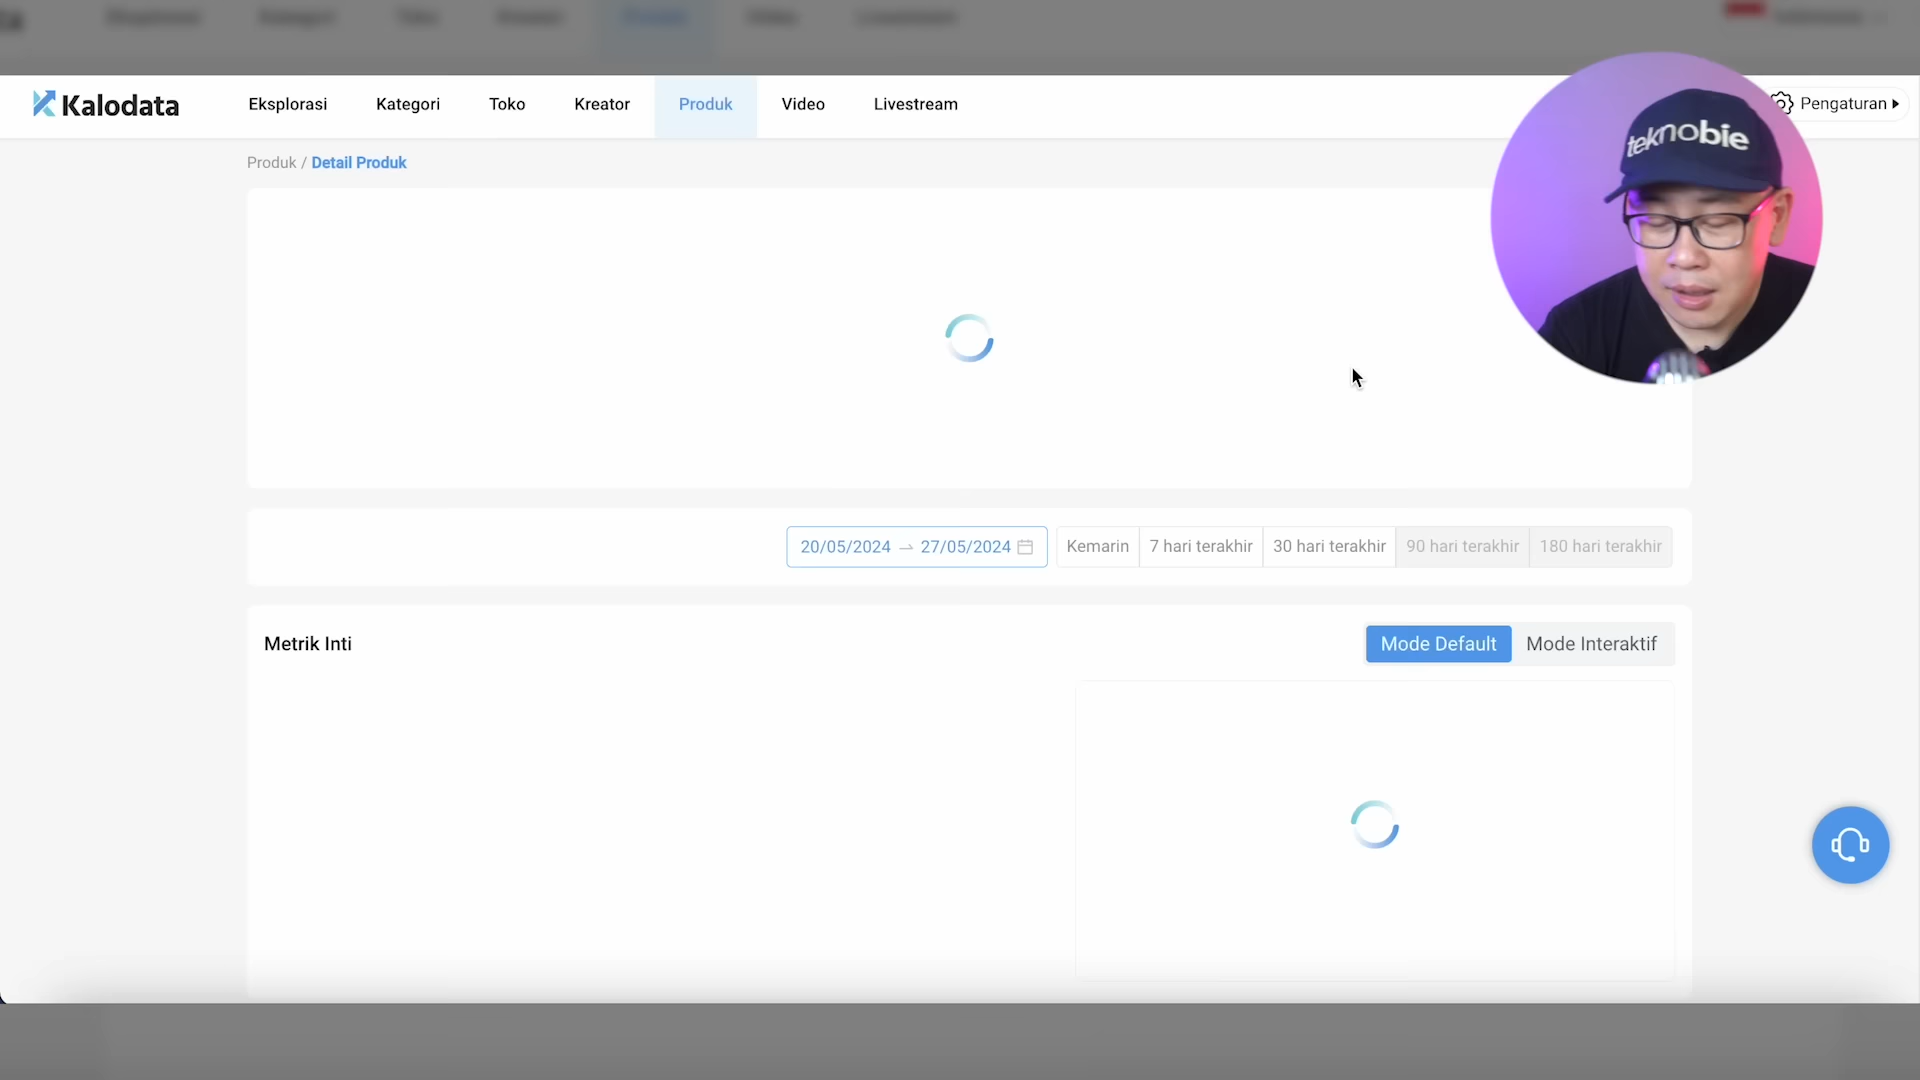 Kalodata
Eksplorasi Kategori Toko Kreator Produk Video Livestream
Pengaturan
teknobie
Produk / Detail Produk
20/05/2024 → 27/05/2024 Kemarin 7 hari terakhir 30 hari terakhir 90 hari terakhir 180 hari terakhir
Metrik Inti
Mode Default Mode Interaktif